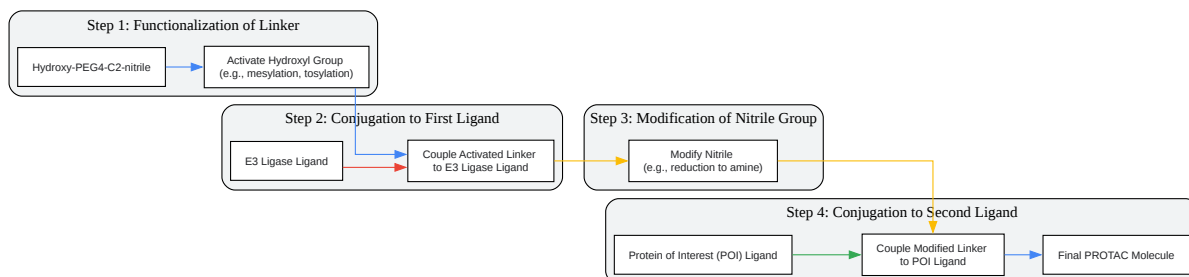 Step 1: Functionalization of Linker
Hydroxy-PEG4-C2-nitrile
Activate Hydroxyl Group
(e.g., mesylation, tosylation)
Step 2: Conjugation to First Ligand
E3 Ligase Ligand
Couple Activated Linker
to E3 Ligase Ligand
Step 3: Modification of Nitrile Group
Modify Nitrile
(e.g., reduction to amine)
Step 4: Conjugation to Second Ligand
Protein of Interest (POI) Ligand
Couple Modified Linker
to POI Ligand
Final PROTAC Molecule